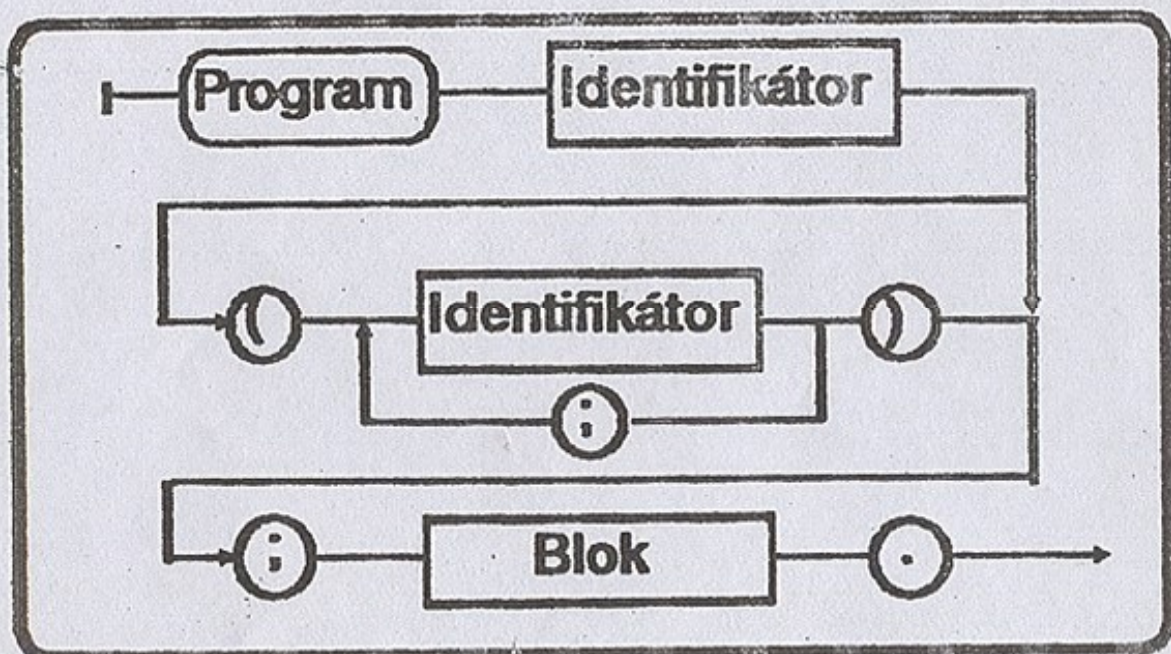 Program Identifikátor
( Identifikátor )
;
; Blok .